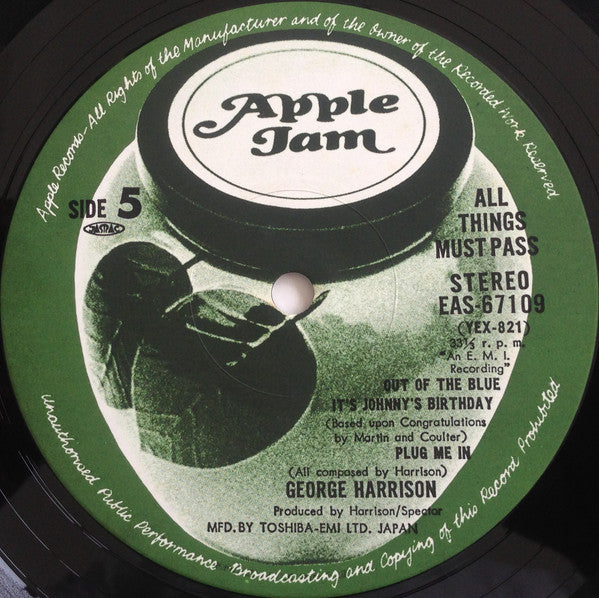 Apple Records-All Rights of the Manufacturer and of the Owner of the Recorded Work Reserved
Apple
Jam
SIDE 5
JASRAC
ALL
THINGS
MUST PASS
STEREO
EAS-67109
(YEX-821)
33⅓ r. p. m.
"An E. M. I.
Recording"
OUT OF THE BLUE
IT'S JOHNNY'S BIRTHDAY
(Based upon Congratulations
by Martin and Coulter)
PLUG ME IN
(All composed by Harrison)
GEORGE HARRISON
Produced by Harrison/Spector
MFD. BY TOSHIBA-EMI LTD. JAPAN
Unauthorised Public Performance-Broadcasting and Copying of this Record Prohibited